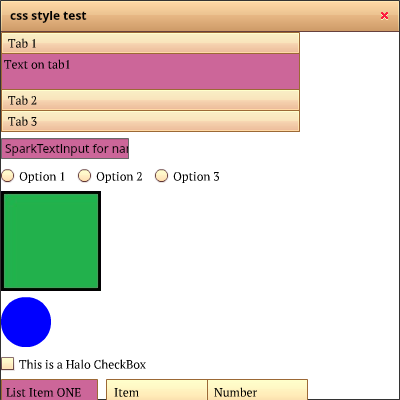 css style test
Tab 1
Text on tab1
Tab 2
Tab 3
SparkTextInput for
Option 1 Option 2 Option 3
This is a Halo CheckBox
List Item ONE Item Number